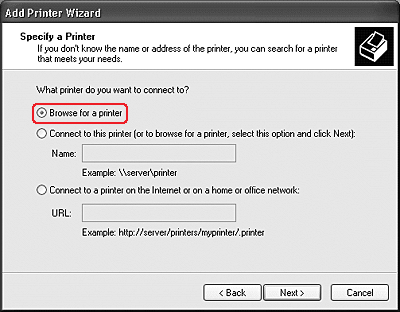 Add Printer Wizard
Specify a Printer
If you don't know the name or address of the printer, you can search for a printer
that meets your needs.
What printer do you want to connect to?
Browse for a printer
Connect to this printer (or to browse for a printer, select this option and click Next):
Name:
Example: \\server\printer
Connect to a printer on the Internet or on a home or office network:
URL:
Example: http://server/printers/myprinter/.printer
< Back
Next >
Cancel